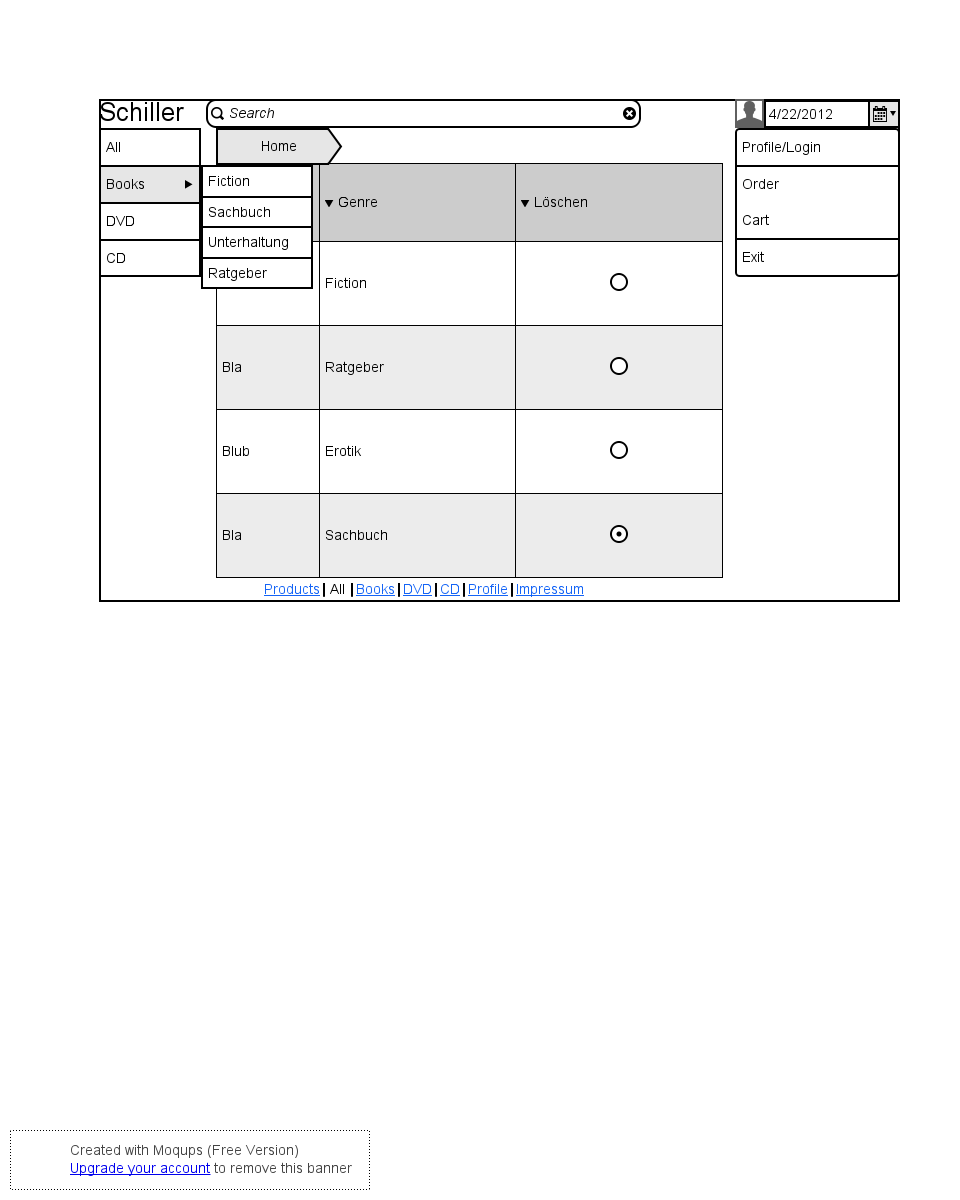 Schiller
Search
4/22/2012
All
Books
DVD
CD
Home
Fiction
Sachbuch
Unterhaltung
Ratgeber
Profile/Login
Order
Cart
Exit
Genre Löschen
Fiction
Bla Ratgeber
Blub Erotik
Bla Sachbuch
Products All Books DVD CD Profile Impressum
Created with Moqups (Free Version)
Upgrade your account to remove this banner